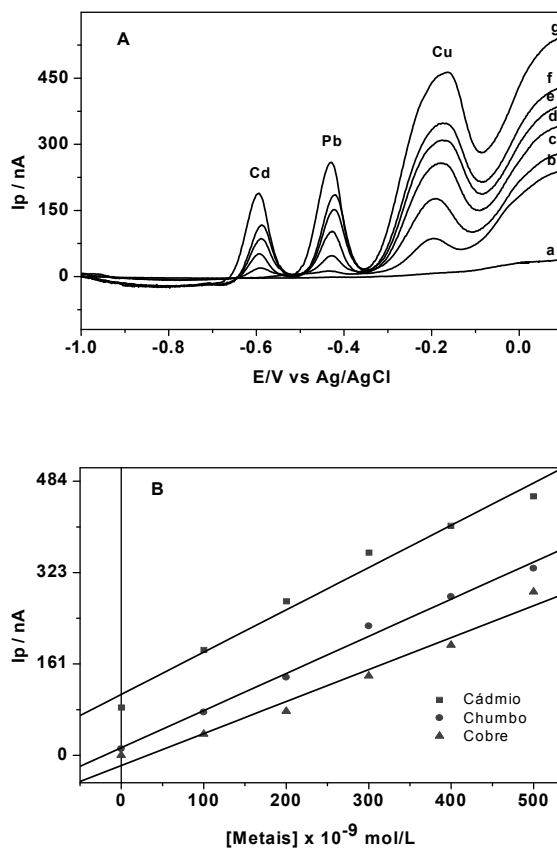 A
Cu
g
450
f
e
Pb
d
300
Cd
c
b
150
a
0
-1.0 -0.8 -0.6 -0.4 -0.2 0.0
E/V vs Ag/AgCl
Ip / nA
B
484
323
161
0
Cádmio
Chumbo
Cobre
0 100 200 300 400 500
[Metais] x 10-9 mol/L
Ip / nA